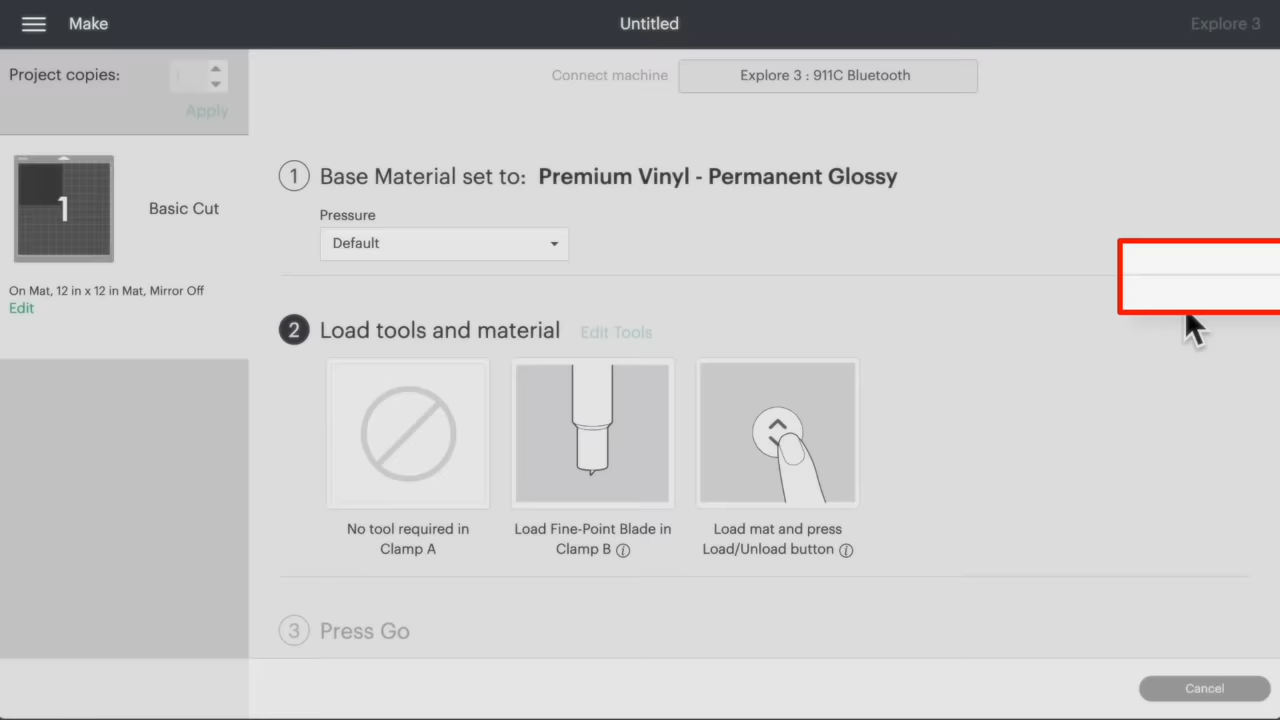 Make
Untitled
Explore 3
Project copies:
Apply
Connect machine
Explore 3 : 911C Bluetooth
1
Basic Cut
On Mat, 12 in x 12 in Mat, Mirror Off
Edit
1 Base Material set to: Premium Vinyl - Permanent Glossy
Pressure
Default
2 Load tools and material Edit Tools
No tool required in
Clamp A
Load Fine-Point Blade in
Clamp B i
Load mat and press
Load/Unload button i
3 Press Go
Cancel